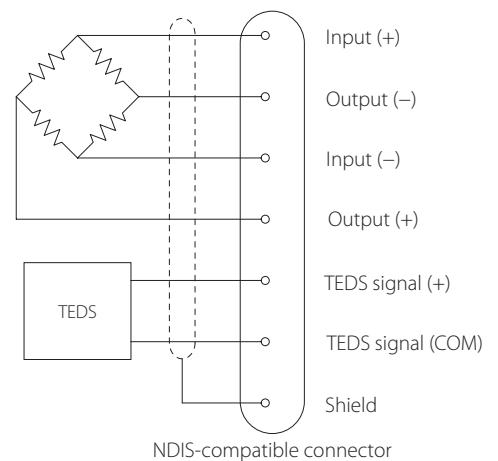 Input (+)
Output (−)
Input (−)
Output (+)
TEDS
TEDS signal (+)
TEDS signal (COM)
Shield
NDIS-compatible connector